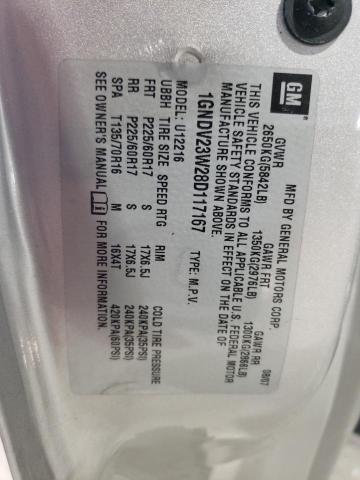 GM
MFD BY GENERAL MOTORS CORP. 08/07
GVWR GAWR FRT GAWR RR
2650KG(5842LB) 1350KG(2976LB) 1300KG(2866LB)
THIS VEHICLE CONFORMS TO ALL APPLICABLE U.S. FEDERAL MOTOR
VEHICLE SAFETY STANDARDS IN EFFECT ON THE DATE OF
MANUFACTURE SHOWN ABOVE.
1GNDV23W28D117167 TYPE: M.P.V.
MODEL: U12216
UBBH TIRE SIZE SPEED RTG RIM COLD TIRE PRESSURE
FRT P225/60R17 S 17X6.5J 240KPA(35PSI)
RR P225/60R17 S 17X6.5J 240KPA(35PSI)
SPA T135/70R16 M 16X4T 420KPA(60PSI)
SEE OWNER'S MANUAL FOR MORE INFORMATION.